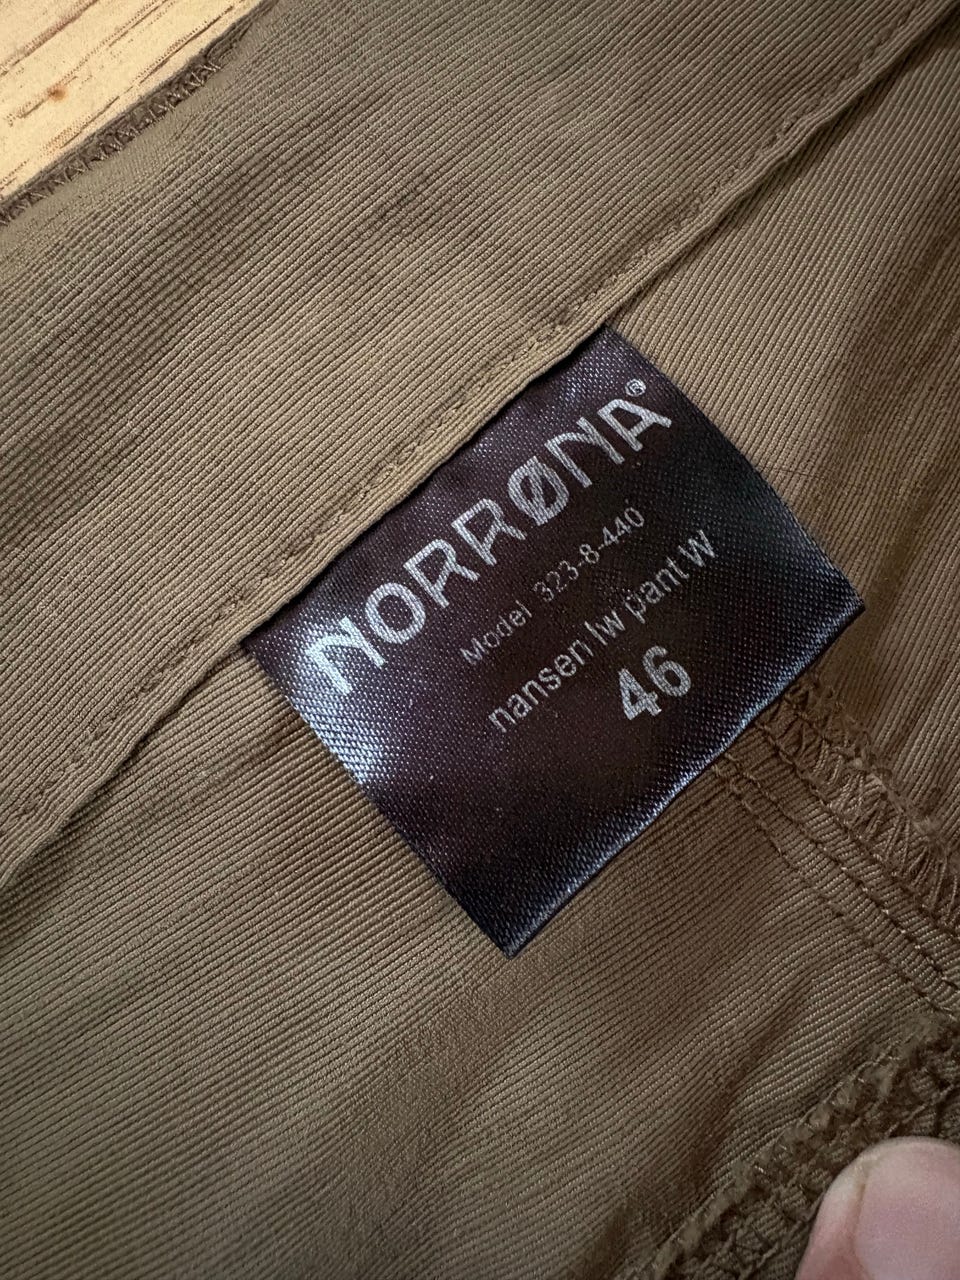 NORRØNA®
Model 323-8-440
nansen lw pant W
46